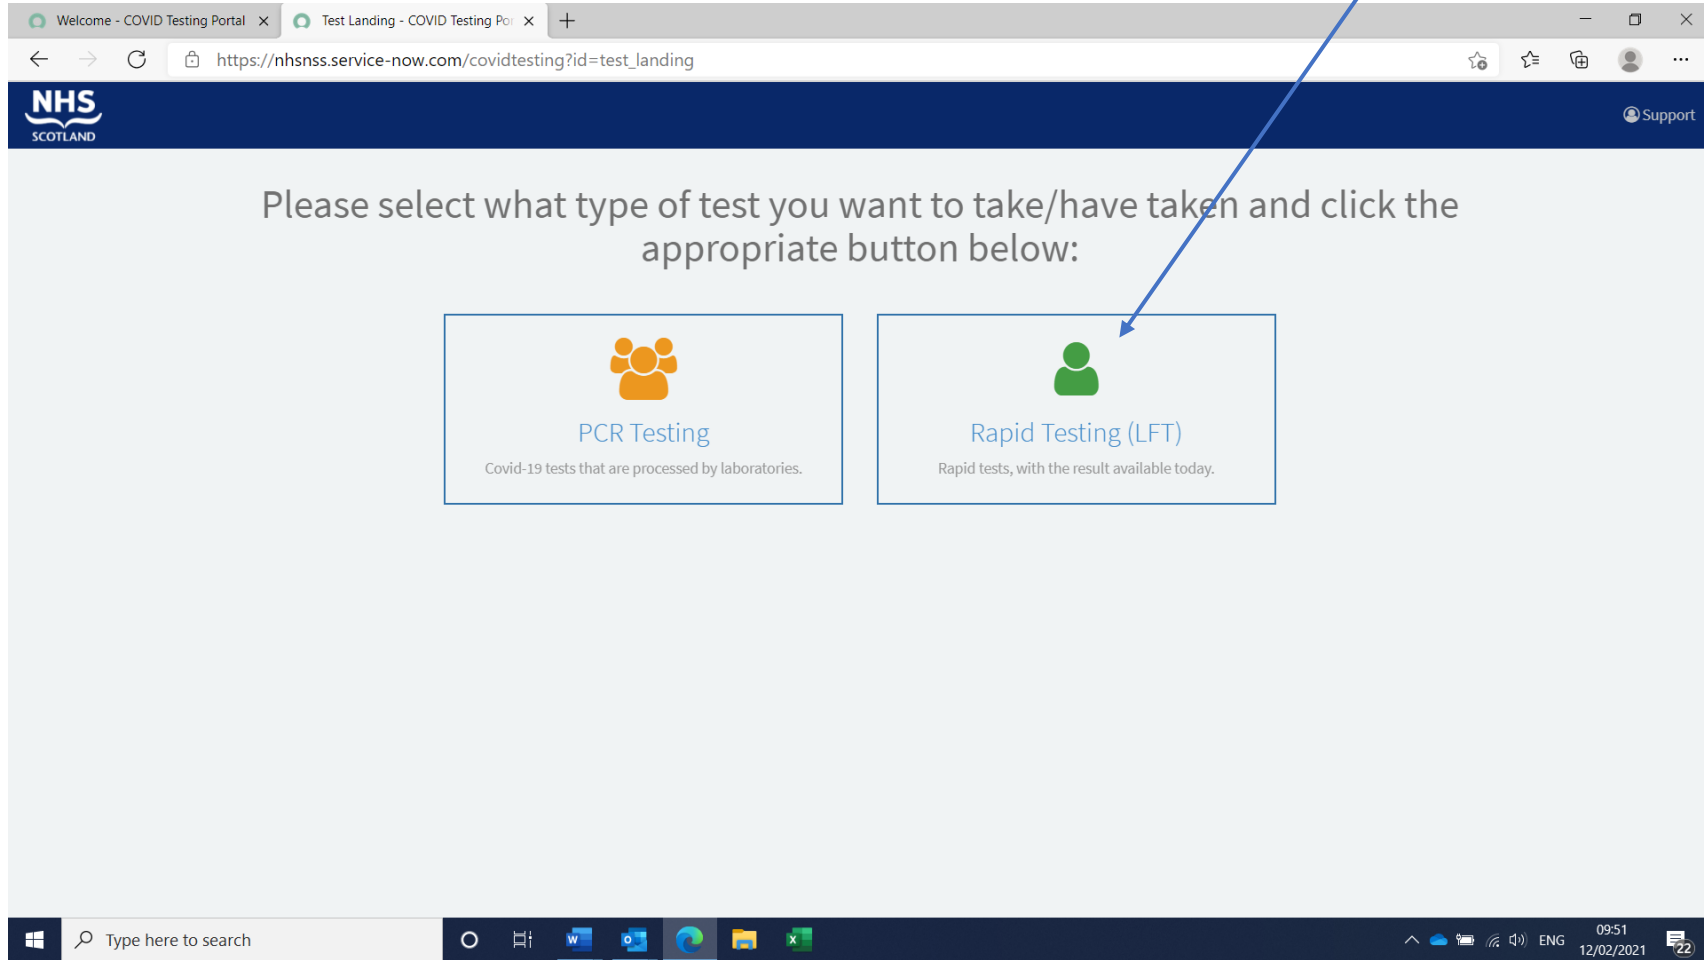 Welcome - COVID Testing Portal
Test Landing - COVID Testing Por
https://nhsnss.service-now.com/covidtesting?id=test_landing
NHS
SCOTLAND
Support
Please select what type of test you want to take/have taken and click the
appropriate button below:
PCR Testing
Covid-19 tests that are processed by laboratories.
Rapid Testing (LFT)
Rapid tests, with the result available today.
Type here to search
ENG
09:51
12/02/2021
22